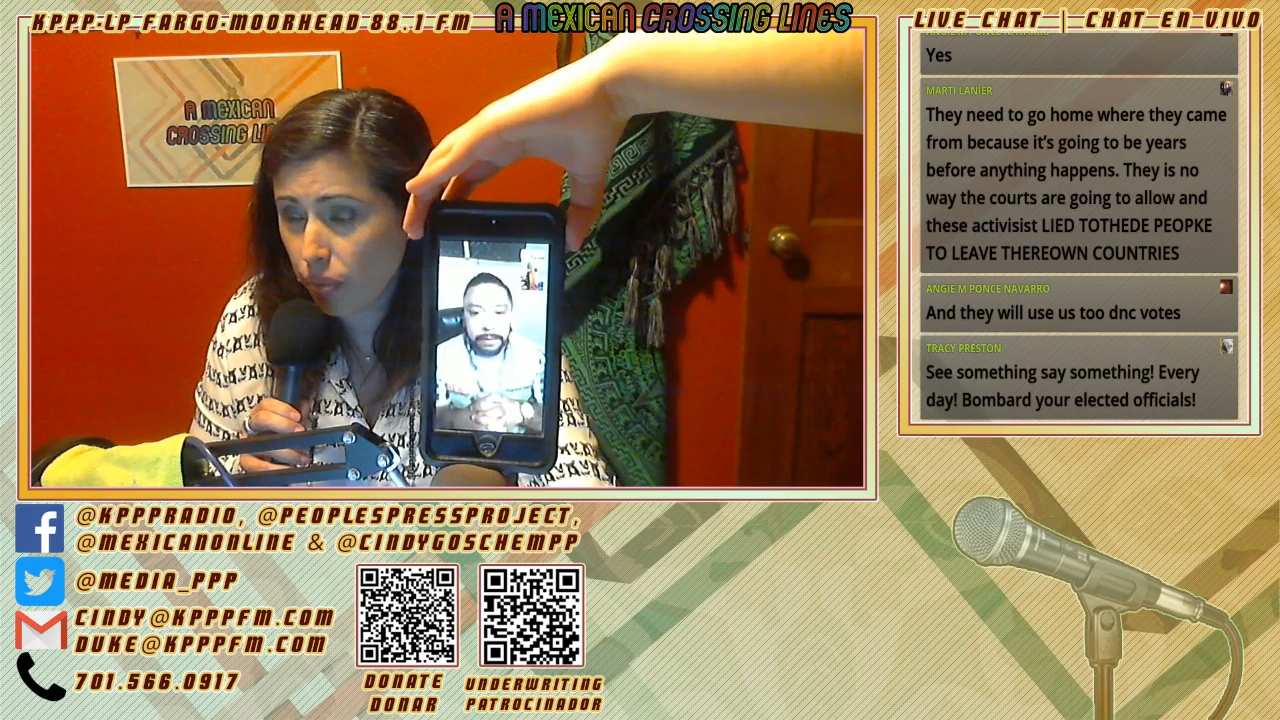 KPPP-LP FARGO-MOORHEAD 88.1 FM
A MEXICAN CROSSING LINES
LIVE CHAT | CHAT EN VIVO
A MEXICAN
CROSSING
Yes
MARTI LANIER
They need to go home where they came
from because it's going to be years
before anything happens. They is no
way the courts are going to allow and
these activisist LIED TOTHEDE PEOPKE
TO LEAVE THEREOWN COUNTRIES
ANGIE M PONCE NAVARRO
And they will use us too dnc votes
TRACY PRESTON
See something say something! Every
day! Bombard your elected officials!
@KPPPRADIO, @PEOPLESPRESSPROJECT,
@MEXICANONLINE & @CINDYGOSCHEMPP
@MEDIA_PPP
CINDY@KPPPFM.COM
DUKE@KPPPFM.COM
701.566.0917
DONATE
DONAR
UNDERWRITING
PATROCINADOR